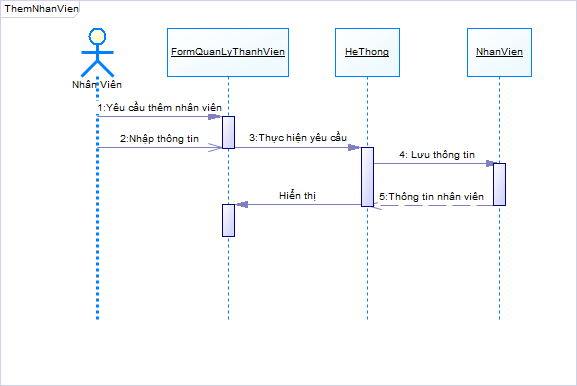 ThemNhanVien
FormQuanLyThanhVien
HeThong
NhanVien
Nhân Viên
1:Yêu cầu thêm nhân viên
2:Nhập thông tin
3:Thực hiện yêu cầu
4: Lưu thông tin
5:Thông tin nhân viên
Hiển thị